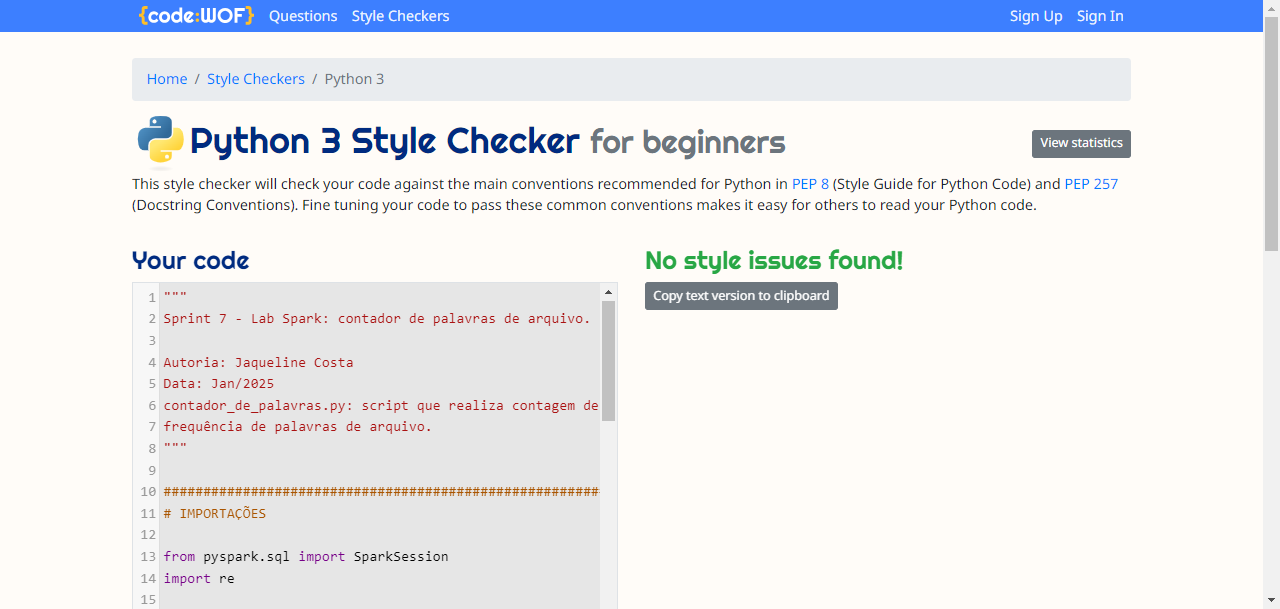 {code:WOF} Questions Style Checkers Sign Up Sign In
Home / Style Checkers / Python 3
Python 3 Style Checker for beginners
View statistics
This style checker will check your code against the main conventions recommended for Python in PEP 8 (Style Guide for Python Code) and PEP 257
(Docstring Conventions). Fine tuning your code to pass these common conventions makes it easy for others to read your Python code.
Your code
1 """
2 Sprint 7 - Lab Spark: contador de palavras de arquivo.
3
4 Autoria: Jaqueline Costa
5 Data: Jan/2025
6 contador_de_palavras.py: script que realiza contagem de
7 frequência de palavras de arquivo.
8 """
9
10 #######################################################
11 # IMPORTAÇÕES
12
13 from pyspark.sql import SparkSession
14 import re
15
No style issues found!
Copy text version to clipboard